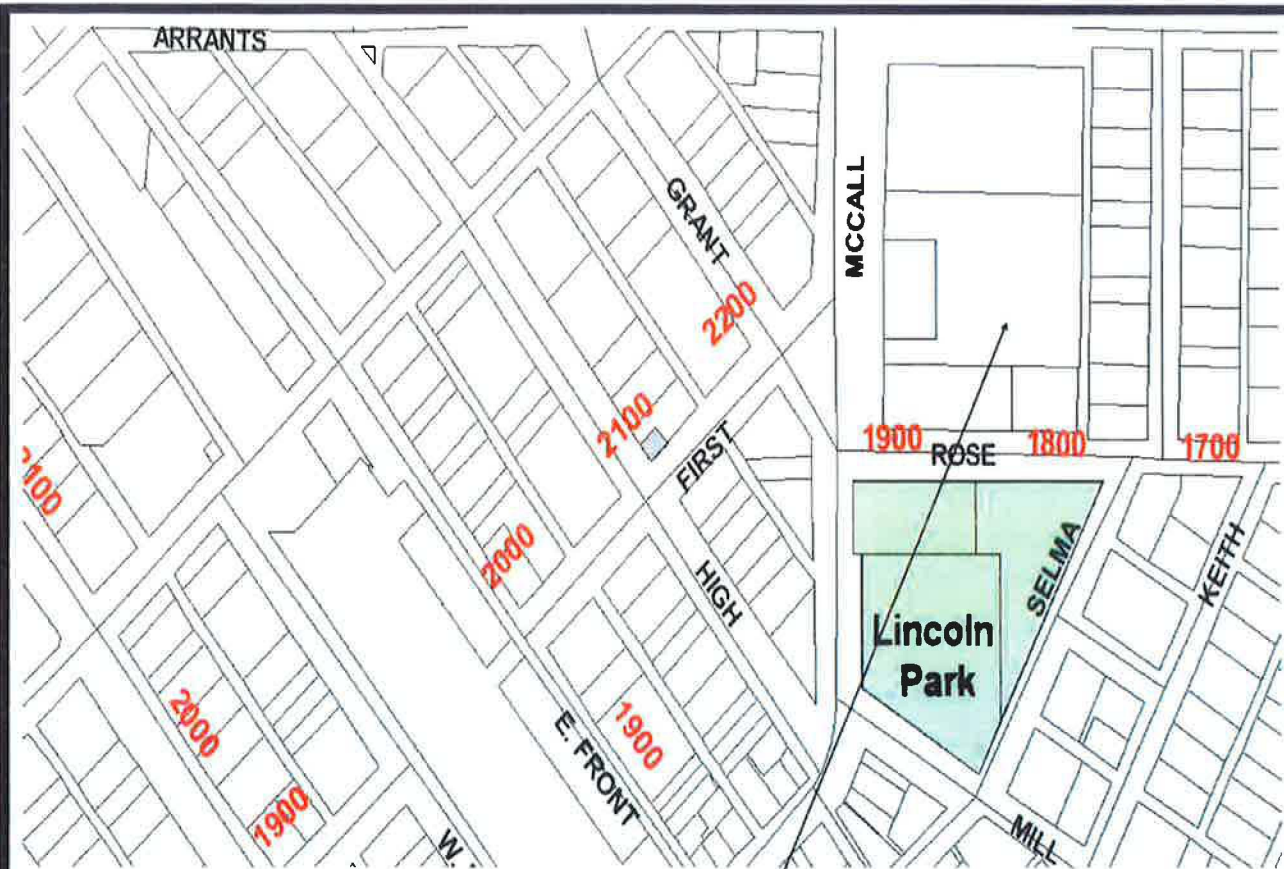 ARRANTS
GRANT
MCCALL
2200
2100
FIRST
1900
ROSE
1800
1700
2000
HIGH
SELMA
KEITH
Lincoln
Park
2000
1900
E. FRONT
1900
W.
MILL